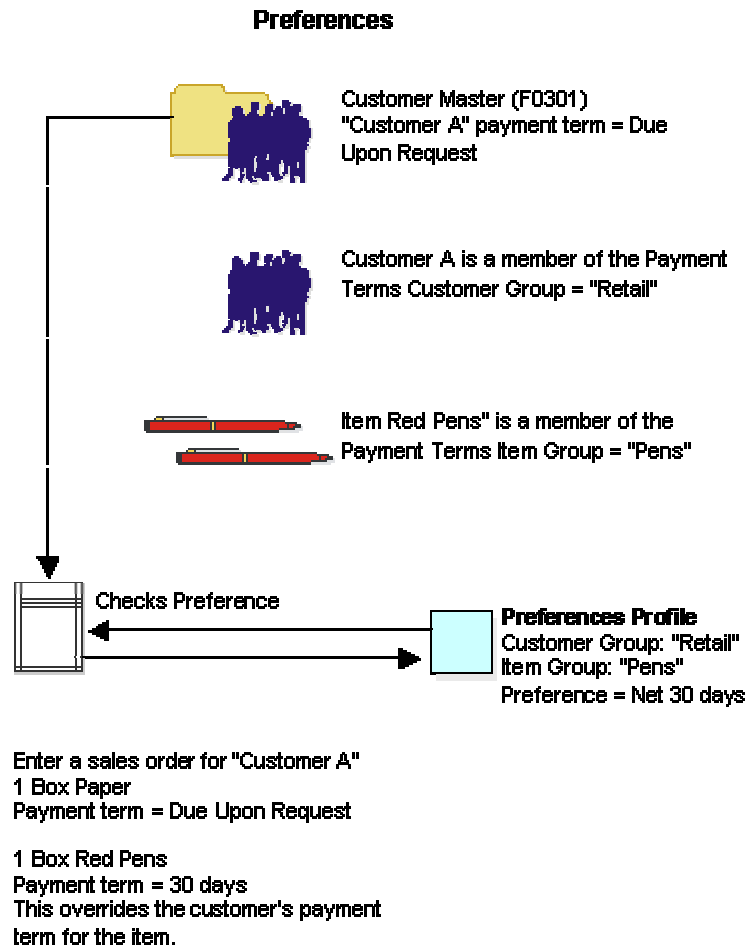 Preferences
Customer Master (F0301)
"Customer A" payment term = Due
Upon Request
Customer A is a member of the Payment
Terms Customer Group = "Retail"
Item Red Pens" is a member of the
Payment Terms Item Group = "Pens"
Checks Preference
Preferences Profile
Customer Group: "Retail"
Item Group: "Pens"
Preference = Net 30 days
Enter a sales order for "Customer A"
1 Box Paper
Payment term = Due Upon Request
1 Box Red Pens
Payment term = 30 days
This overrides the customer's payment
term for the item.